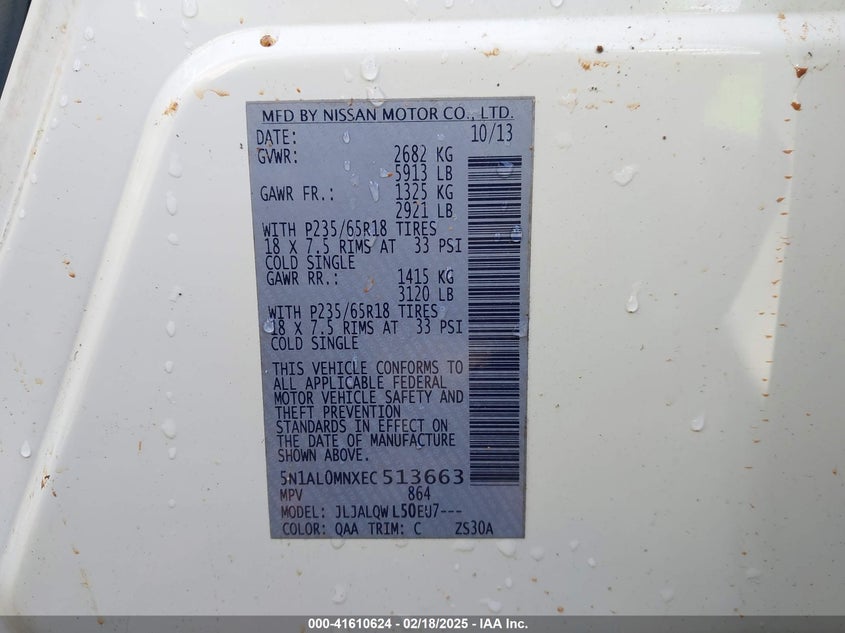 MFD BY NISSAN MOTOR CO., LTD.
DATE: 10/13
GVWR: 2682 KG
5913 LB
GAWR FR.: 1325 KG
2921 LB
WITH P235/65R18 TIRES
18 X 7.5 RIMS AT 33 PSI
COLD SINGLE
GAWR RR.: 1415 KG
3120 LB
WITH P235/65R18 TIRES
18 X 7.5 RIMS AT 33 PSI
COLD SINGLE
THIS VEHICLE CONFORMS TO
ALL APPLICABLE FEDERAL
MOTOR VEHICLE SAFETY AND
THEFT PREVENTION
STANDARDS IN EFFECT ON
THE DATE OF MANUFACTURE
SHOWN ABOVE.
5N1AL0MNXEC513663
MPV 864
MODEL: JLJALQWL50EU7---
COLOR: QAA TRIM: C ZS30A
000-41610624 - 02/18/2025 - IAA Inc.